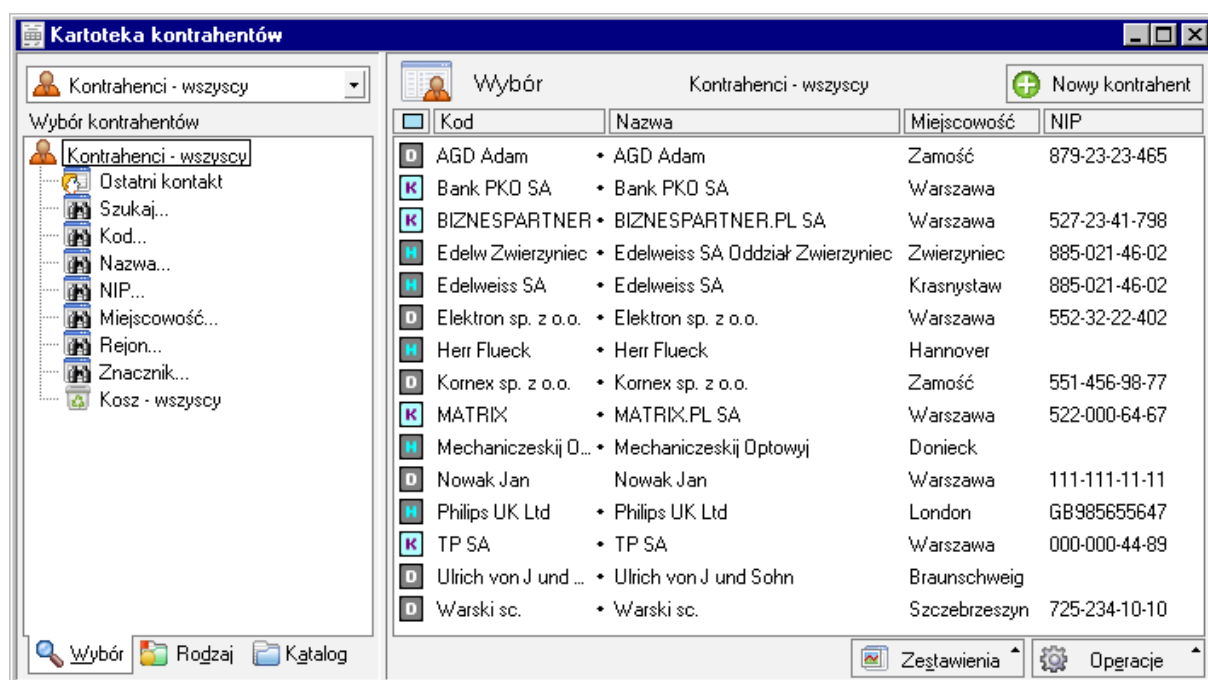 Kartoteka kontrahentów
Kontrahenci - wszyscy
Wybór kontrahentów
Kontrahenci - wszyscy
Ostatni kontakt
Szukaj...
Kod...
Nazwa...
NIP...
Miejscowość...
Rejon...
Znacznik...
Kosz - wszyscy
Wybór Rodzaj Katalog
Wybór Kontrahenci - wszyscy Nowy kontrahent
Kod Nazwa Miejscowość NIP
D AGD Adam • AGD Adam Zamość 879-23-23-465
K Bank PKO SA • Bank PKO SA Warszawa
K BIZNESPARTNER • BIZNESPARTNER.PL SA Warszawa 527-23-41-798
H Edelw Zwierzyniec • Edelweiss SA Oddział Zwierzyniec Zwierzyniec 885-021-46-02
H Edelweiss SA • Edelweiss SA Krasnystaw 885-021-46-02
D Elektron sp. z o.o. • Elektron sp. z o.o. Warszawa 552-32-22-402
H Herr Flueck • Herr Flueck Hannover
D Kornex sp. z o.o. • Kornex sp. z o.o. Zamość 551-456-98-77
K MATRIX • MATRIX.PL SA Warszawa 522-000-64-67
H Mechaniczeskij O... • Mechaniczeskij Optowyj Donieck
D Nowak Jan Nowak Jan Warszawa 111-111-11-11
H Philips UK Ltd • Philips UK Ltd London GB985655647
K TP SA • TP SA Warszawa 000-000-44-89
D Ulrich von J und ... • Ulrich von J und Sohn Braunschweig
D Warski sc. • Warski sc. Szczebrzeszyn 725-234-10-10
Zestawienia Operacje